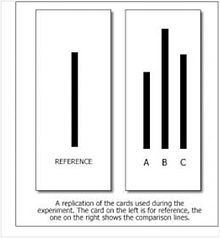 REFERENCE
A B C
A replication of the cards used during the
experiment. The card on the left is for reference, the
one on the right shows the comparison lines.